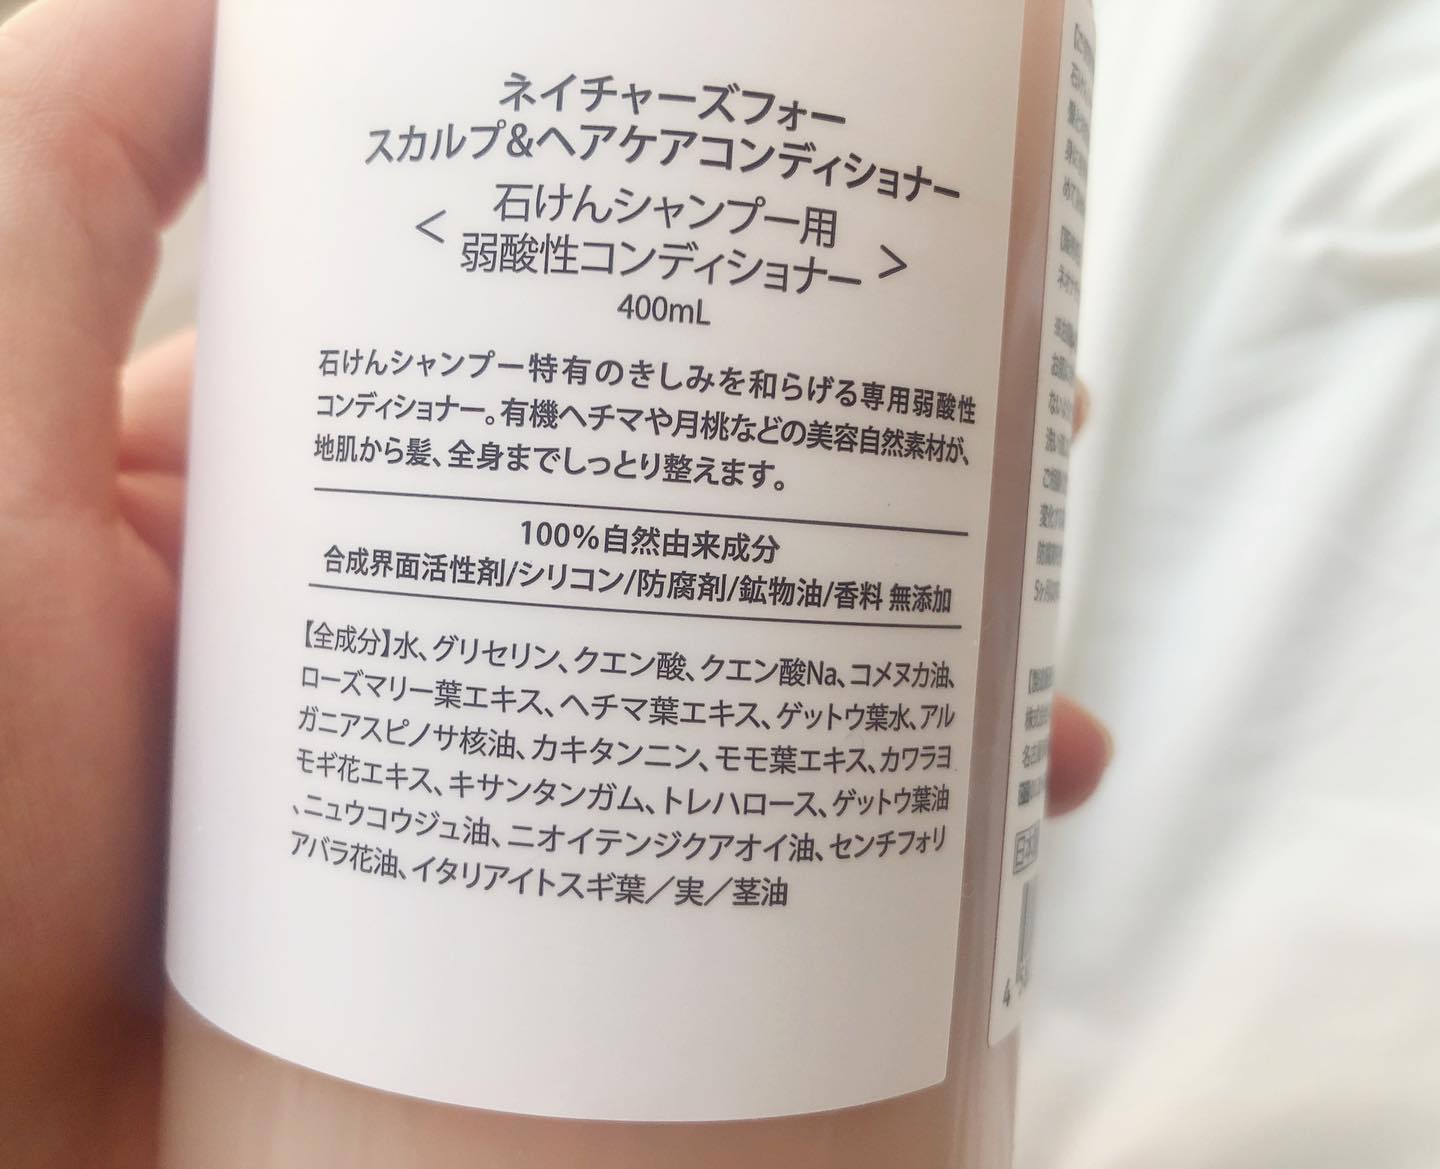 ネイチャーズフォー
スカルプ&ヘアケアコンディショナー
< 石けんシャンプー用
弱酸性コンディショナー >
400mL
石けんシャンプー特有のきしみを和らげる専用弱酸性
コンディショナー。有機ヘチマや月桃などの美容自然素材が、
地肌から髪、全身までしっとり整えます。
100%自然由来成分
合成界面活性剤/シリコン/防腐剤/鉱物油/香料 無添加
【全成分】水、グリセリン、クエン酸、クエン酸Na、コメヌカ油、
ローズマリー葉エキス、ヘチマ葉エキス、ゲットウ葉水、アル
ガニアスピノサ核油、カキタンニン、モモ葉エキス、カワラヨ
モギ花エキス、キサンタンガム、トレハロース、ゲットウ葉油
、ニュウコウジュ油、ニオイテンジクアオイ油、センチフォリ
アバラ花油、イタリアイトスギ葉／実／茎油
日本
4